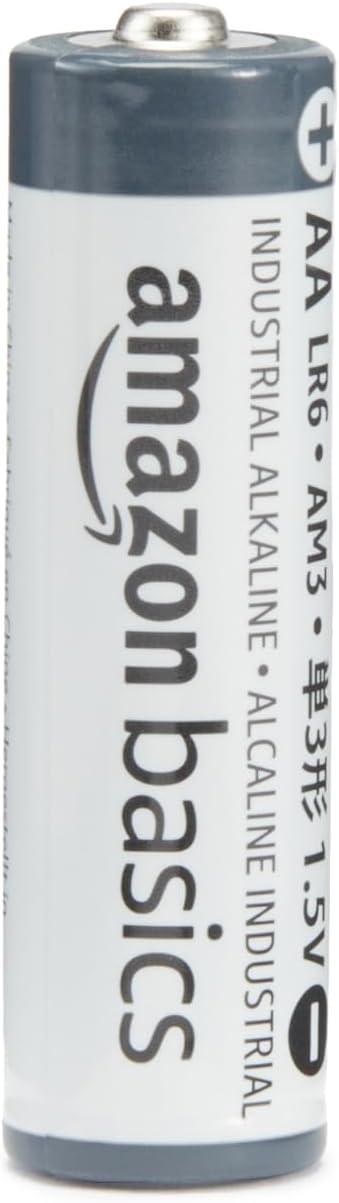 + AA LR6 • AM3 • 単3形 1.5V −
INDUSTRIAL ALKALINE • ALCALINE INDUSTRIAL
amazon basics